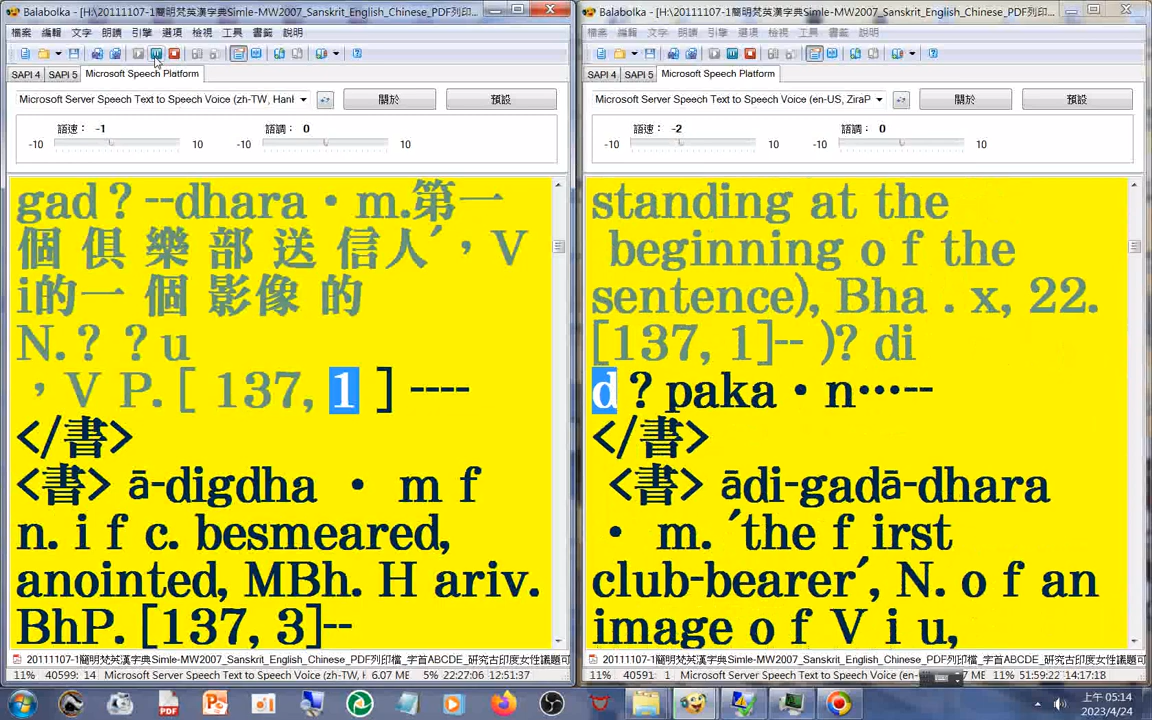 Balabolka - [H:\20111107-1簡明梵英漢字典Simle-MW2007_Sanskrit_English_Chinese_PDF列印...
檔案 編輯 文字 朗讀 引擎 選項 檢視 工具 書籤 說明
SAPI 4 SAPI 5 Microsoft Speech Platform
Microsoft Server Speech Text to Speech Voice (zh-TW, Hanl
關於 預設
語速： -1 語調： 0
-10 10 -10 10
gad？--dhara・m.第一
個 俱 樂 部 送 信人′，V
i的一 個 影像 的
N.？？u
，V P. [ 137, 1 ] ----
</書>
<書> ā-digdha ・ m f
n. i f c. besmeared,
anointed, MBh. H ariv.
BhP. [137, 3]--
20111107-1簡明梵英漢字典Simle-MW2007_Sanskrit_English_Chinese_PDF列印檔_字首ABCDE_研究古印度女性議題可
11% 40599: 14 Microsoft Server Speech Text to Speech Voice (zh-TW, H 6.07 ME 5% 22:27:06 12:51:37
Balabolka - [H:\20111107-1簡明梵英漢字典Simle-MW2007_Sanskrit_English_Chinese_PDF列印...
檔案 編輯 文字 朗讀 引擎 選項 檢視 工具 書籤 說明
SAPI 4 SAPI 5 Microsoft Speech Platform
Microsoft Server Speech Text to Speech Voice (en-US, ZiraP
關於 預設
語速： -2 語調： 0
-10 10 -10 10
standing at the
beginning o f the
sentence), Bha . x, 22.
[137, 1]-- )? di
d ？paka・n…--
</書>
<書> ādi-gadā-dhara
・ m. ′the f irst
club-bearer′, N. o f an
image o f V i u,
20111107-1簡明梵英漢字典Simle-MW2007_Sanskrit_English_Chinese_PDF列印檔_字首ABCDE_研究古印度女性議題可
11% 40591: 1 Microsoft Server Speech Text to Speech Voice (en- 11% 51:59:22 14:17:18
PDF
上午 05:14
2023/4/24